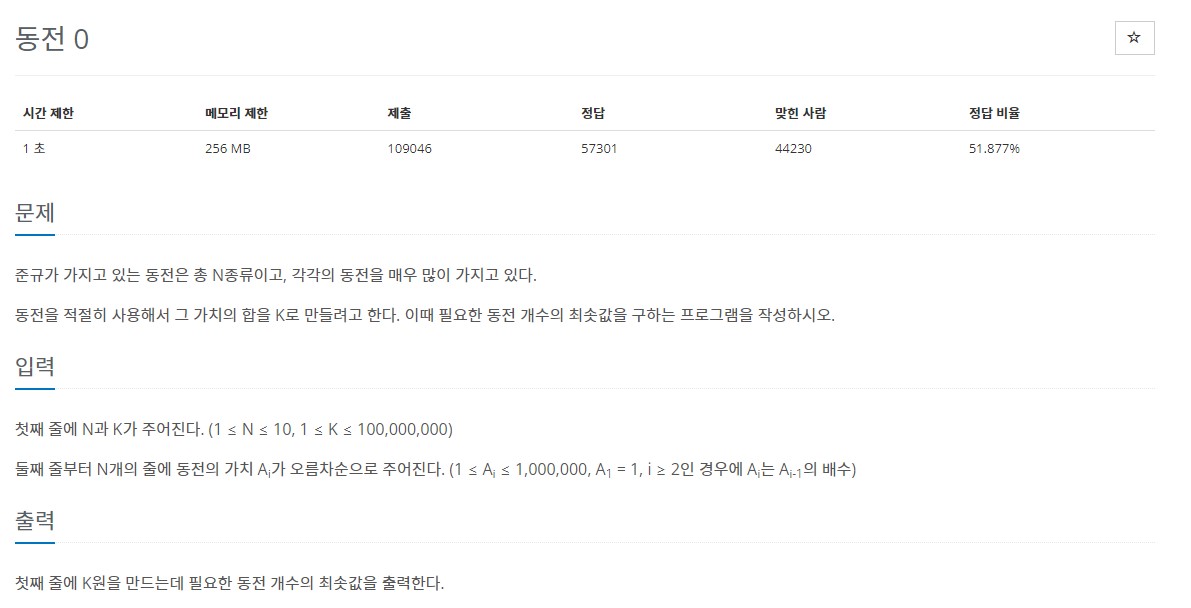 동전 0
☆
시간 제한 메모리 제한 제출 정답 맞힌 사람 정답 비율
1 초 256 MB 109046 57301 44230 51.877%
문제
준규가 가지고 있는 동전은 총 N종류이고, 각각의 동전을 매우 많이 가지고 있다.
동전을 적절히 사용해서 그 가치의 합을 K로 만들려고 한다. 이때 필요한 동전 개수의 최솟값을 구하는 프로그램을 작성하시오.
입력
첫째 줄에 N과 K가 주어진다. (1 ≤ N ≤ 10, 1 ≤ K ≤ 100,000,000)
둘째 줄부터 N개의 줄에 동전의 가치 Aᵢ가 오름차순으로 주어진다. (1 ≤ Aᵢ ≤ 1,000,000, A₁ = 1, i ≥ 2인 경우에 Aᵢ는 Aᵢ₋₁의 배수)
출력
첫째 줄에 K원을 만드는데 필요한 동전 개수의 최솟값을 출력한다.